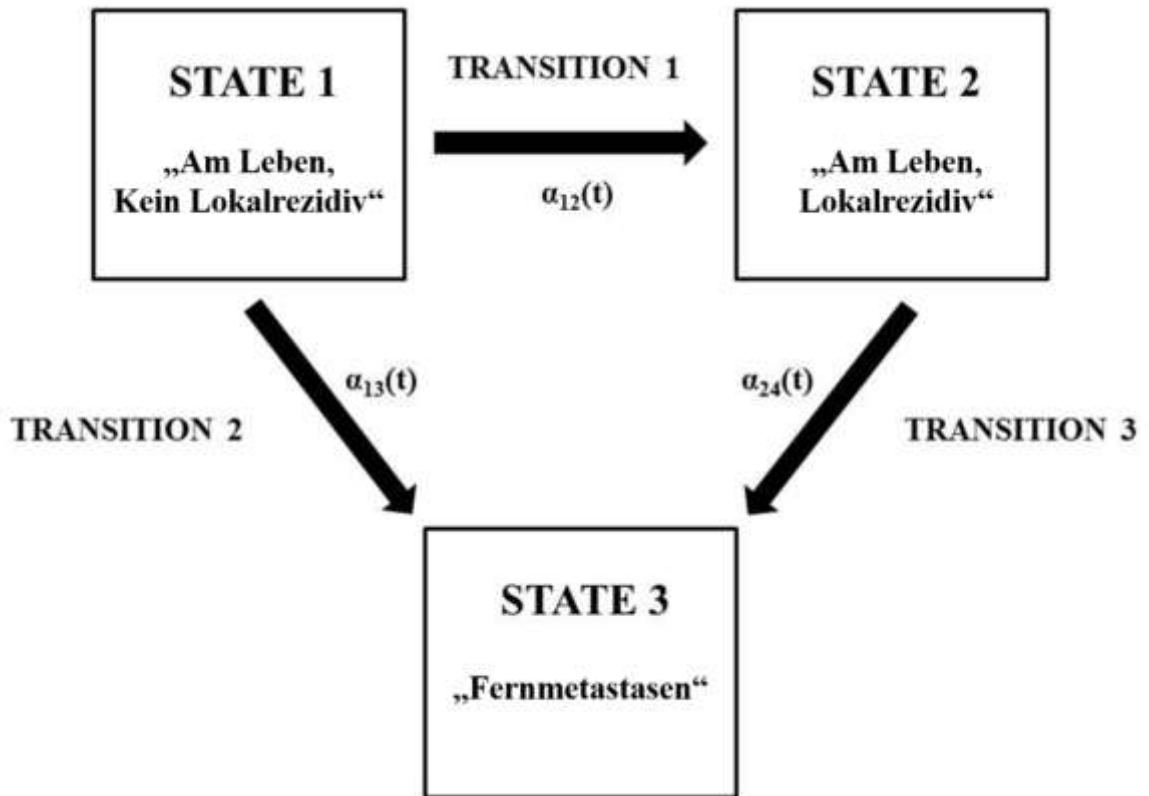 STATE 1
„Am Leben,
Kein Lokalrezidiv“
TRANSITION 1
α₁₂(t)
STATE 2
„Am Leben,
Lokalrezidiv“
α₁₃(t)
α₂₄(t)
TRANSITION 2
TRANSITION 3
STATE 3
„Fernmetastasen“